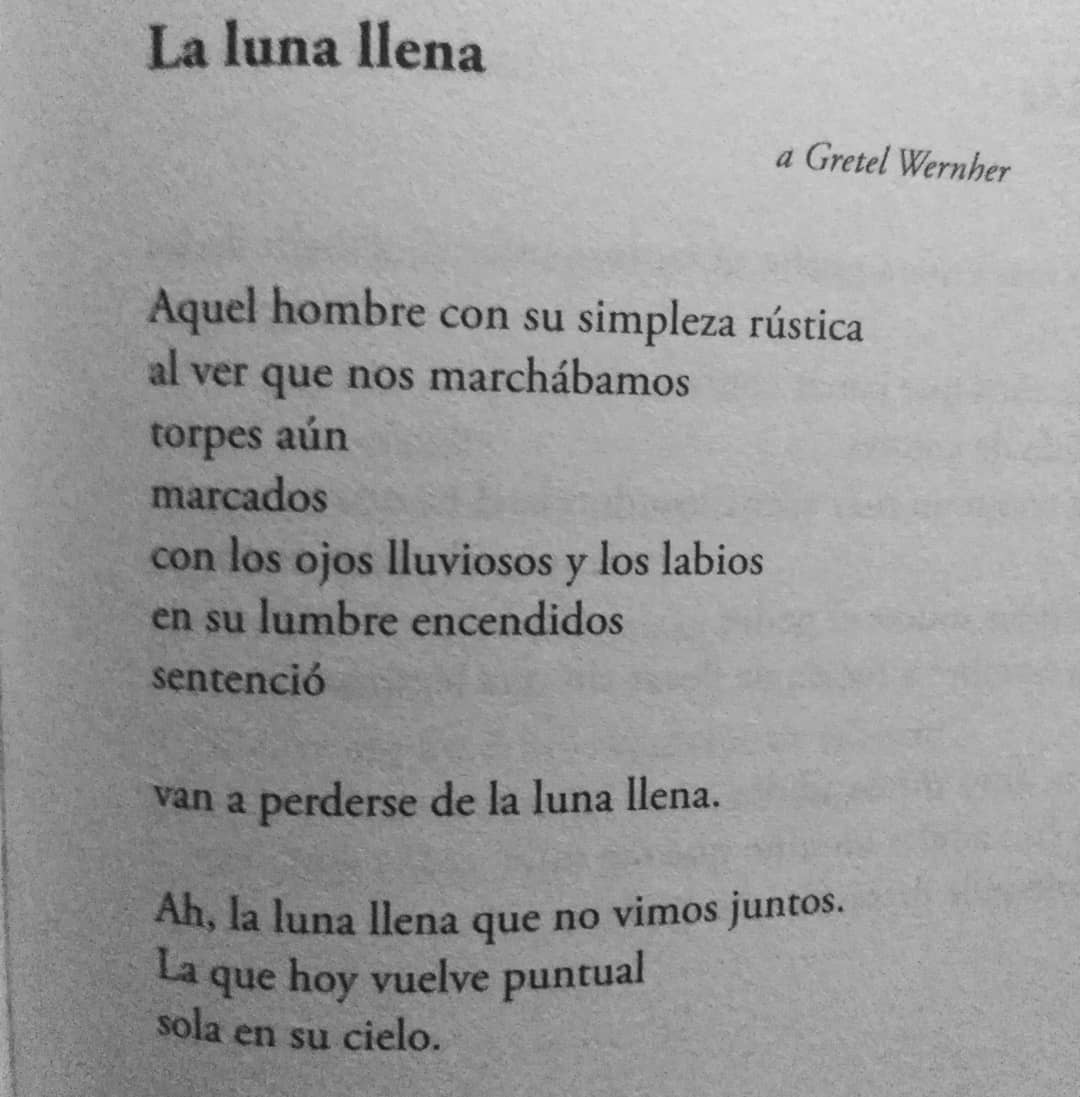 La luna llena
a Gretel Wernher
Aquel hombre con su simpleza rústica
al ver que nos marchábamos
torpes aún
marcados
con los ojos lluviosos y los labios
en su lumbre encendidos
sentenció
van a perderse de la luna llena.
Ah, la luna llena que no vimos juntos.
La que hoy vuelve puntual
sola en su cielo.